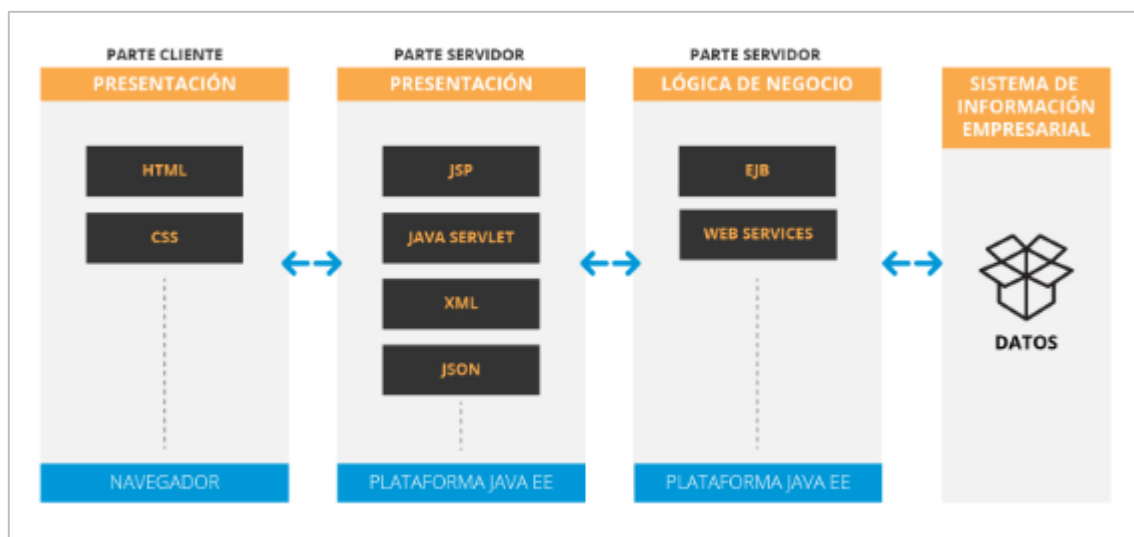 PARTE CLIENTE
PRESENTACIÓN
HTML
CSS
NAVEGADOR
PARTE SERVIDOR
PRESENTACIÓN
JSP
JAVA SERVLET
XML
JSON
PLATAFORMA JAVA EE
PARTE SERVIDOR
LÓGICA DE NEGOCIO
EJB
WEB SERVICES
PLATAFORMA JAVA EE
SISTEMA DE
INFORMACIÓN
EMPRESARIAL
DATOS